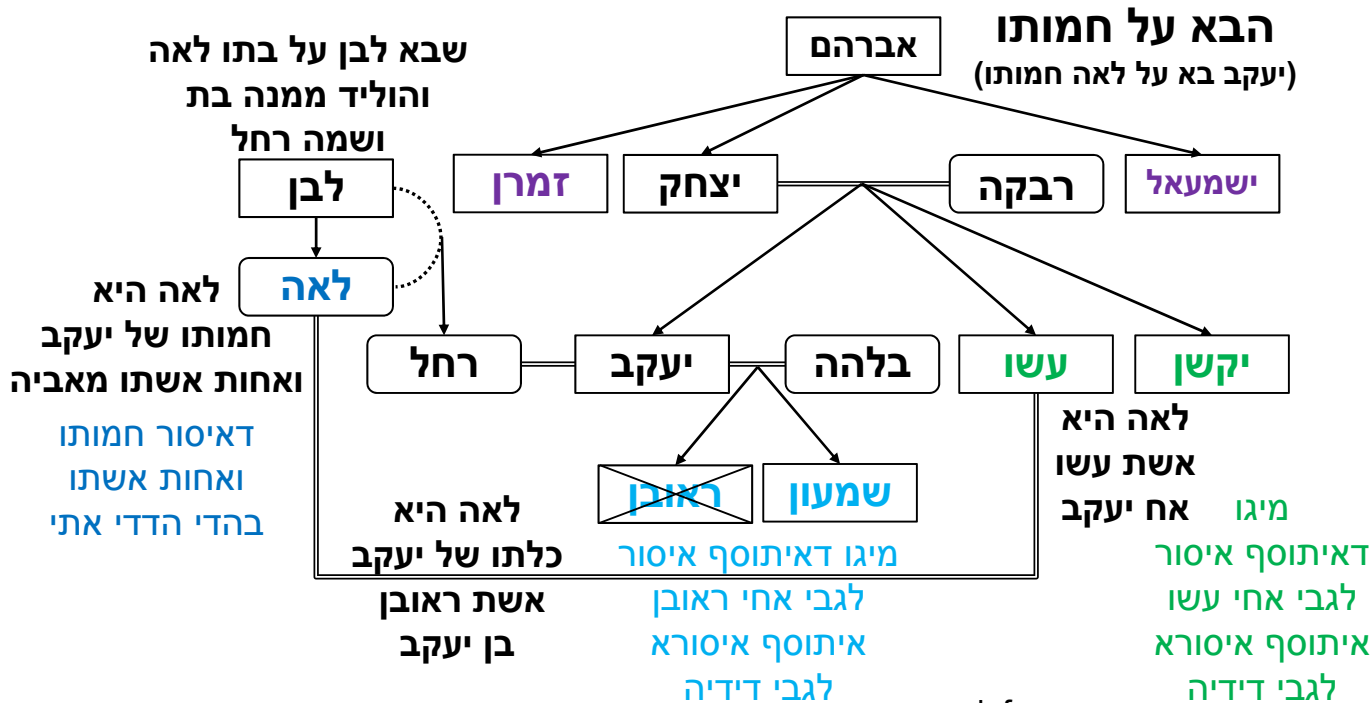 הבא על חמותו
(יעקב בא על לאה חמותו)
אברהם
שבא לבן על בתו לאה
והוליד ממנה בת
ושמה רחל
לבן
זמרן
יצחק
רבקה
ישמעאל
לאה
לאה היא
חמותו של יעקב
ואחות אשתו מאביה
דאיסור חמותו
ואחות אשתו
בהדי הדדי אתי
רחל
יעקב
בלהה
עשו
יקשן
לאה היא
אשת עשו
אח יעקב
ראובן
שמעון
לאה היא
כלתו של יעקב
אשת ראובן
בן יעקב
מיגו דאיתוסף איסור
לגבי אחי ראובן
איתוסף איסורא
לגבי דידיה
מיגו
דאיתוסף איסור
לגבי אחי עשו
איתוסף איסורא
לגבי דידיה